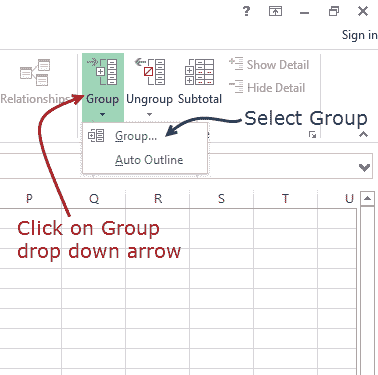 ?
Sign in
Relationships
Group
Ungroup
Subtotal
Show Detail
Hide Detail
Group...
Auto Outline
Select Group
P Q R S T U
Click on Group
drop down arrow